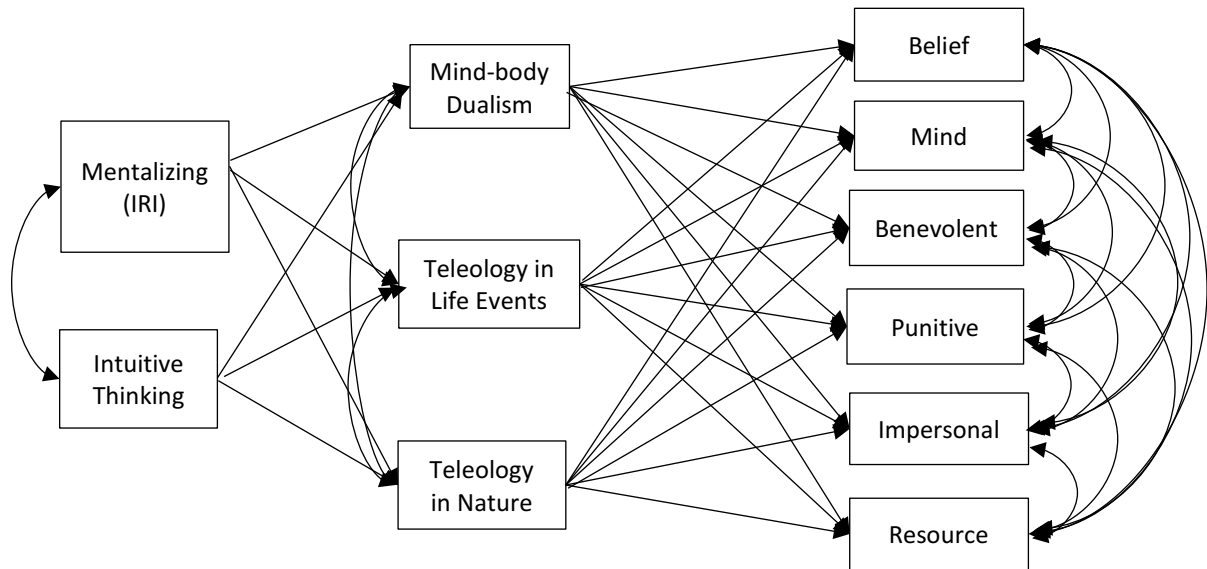 Mentalizing
(IRI)
Intuitive
Thinking
Mind-body
Dualism
Teleology in
Life Events
Teleology
in Nature
Belief
Mind
Benevolent
Punitive
Impersonal
Resource